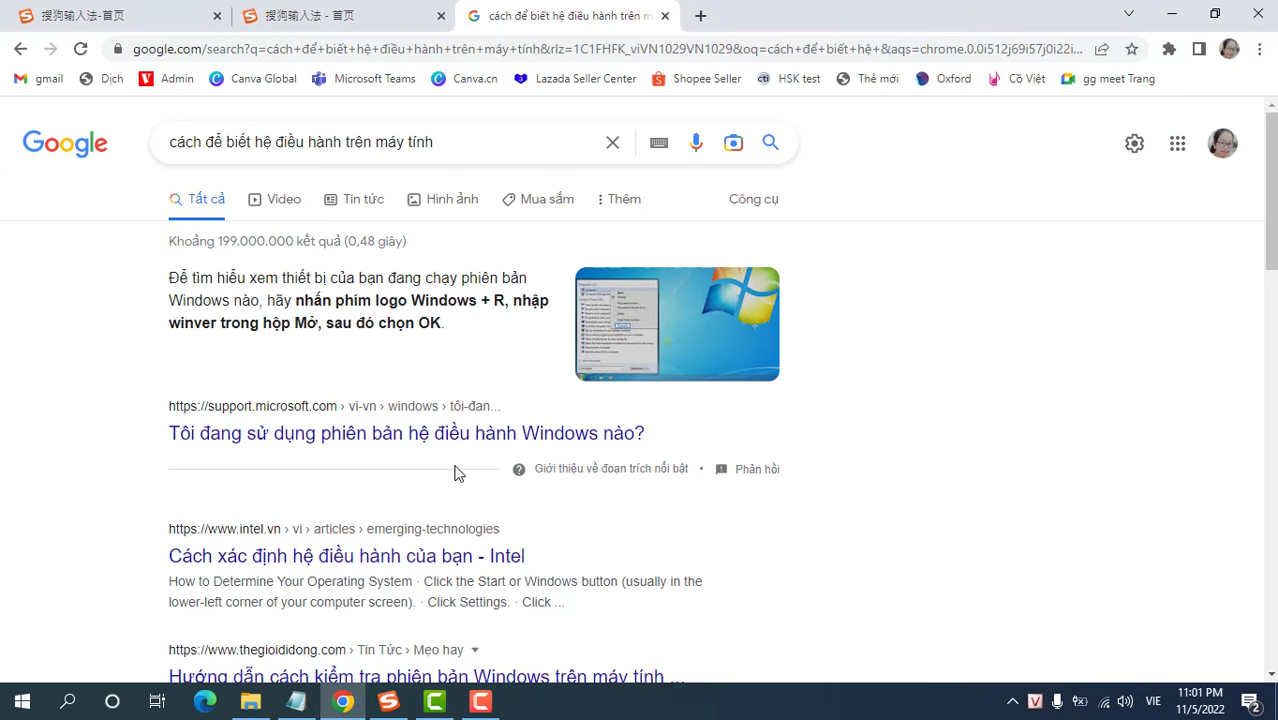 搜狗输入法-首页
搜狗输入法 - 首页
cách để biết hệ điều hành trên m
google.com/search?q=cách+để+biết+hệ+điều+hành+trên+máy+tính&rlz=1C1FHFK_viVN1029VN1029&oq=cách+để+biết+hệ+&aqs=chrome.0.0i512j69i57j0i22i...
gmail
Dịch
Admin
Canva Global
Microsoft Teams
Canva.cn
Lazada Seller Center
Shopee Seller
HSK test
Thẻ mới
Oxford
Cồ Việt
gg meet Trang
Google
cách để biết hệ điều hành trên máy tính
Tất cả
Video
Tin tức
Hình ảnh
Mua sắm
Thêm
Công cụ
Khoảng 199.000.000 kết quả (0,48 giây)
Để tìm hiểu xem thiết bị của bạn đang chạy phiên bản
Windows nào, hãy nhấn phím logo Windows + R, nhập
winver trong hộp Mở, sau đó chọn OK.
https://support.microsoft.com › vi-vn › windows › tôi-đan...
Tôi đang sử dụng phiên bản hệ điều hành Windows nào?
Giới thiệu về đoạn trích nổi bật • Phản hồi
https://www.intel.vn › vi › articles › emerging-technologies
Cách xác định hệ điều hành của bạn - Intel
How to Determine Your Operating System · Click the Start or Windows button (usually in the
lower-left corner of your computer screen). · Click Settings. · Click ...
https://www.thegioididong.com › Tin Tức › Mẹo hay
Hướng dẫn cách kiểm tra phiên bản Windows trên máy tính ...
VIE
11:01 PM
11/5/2022
2